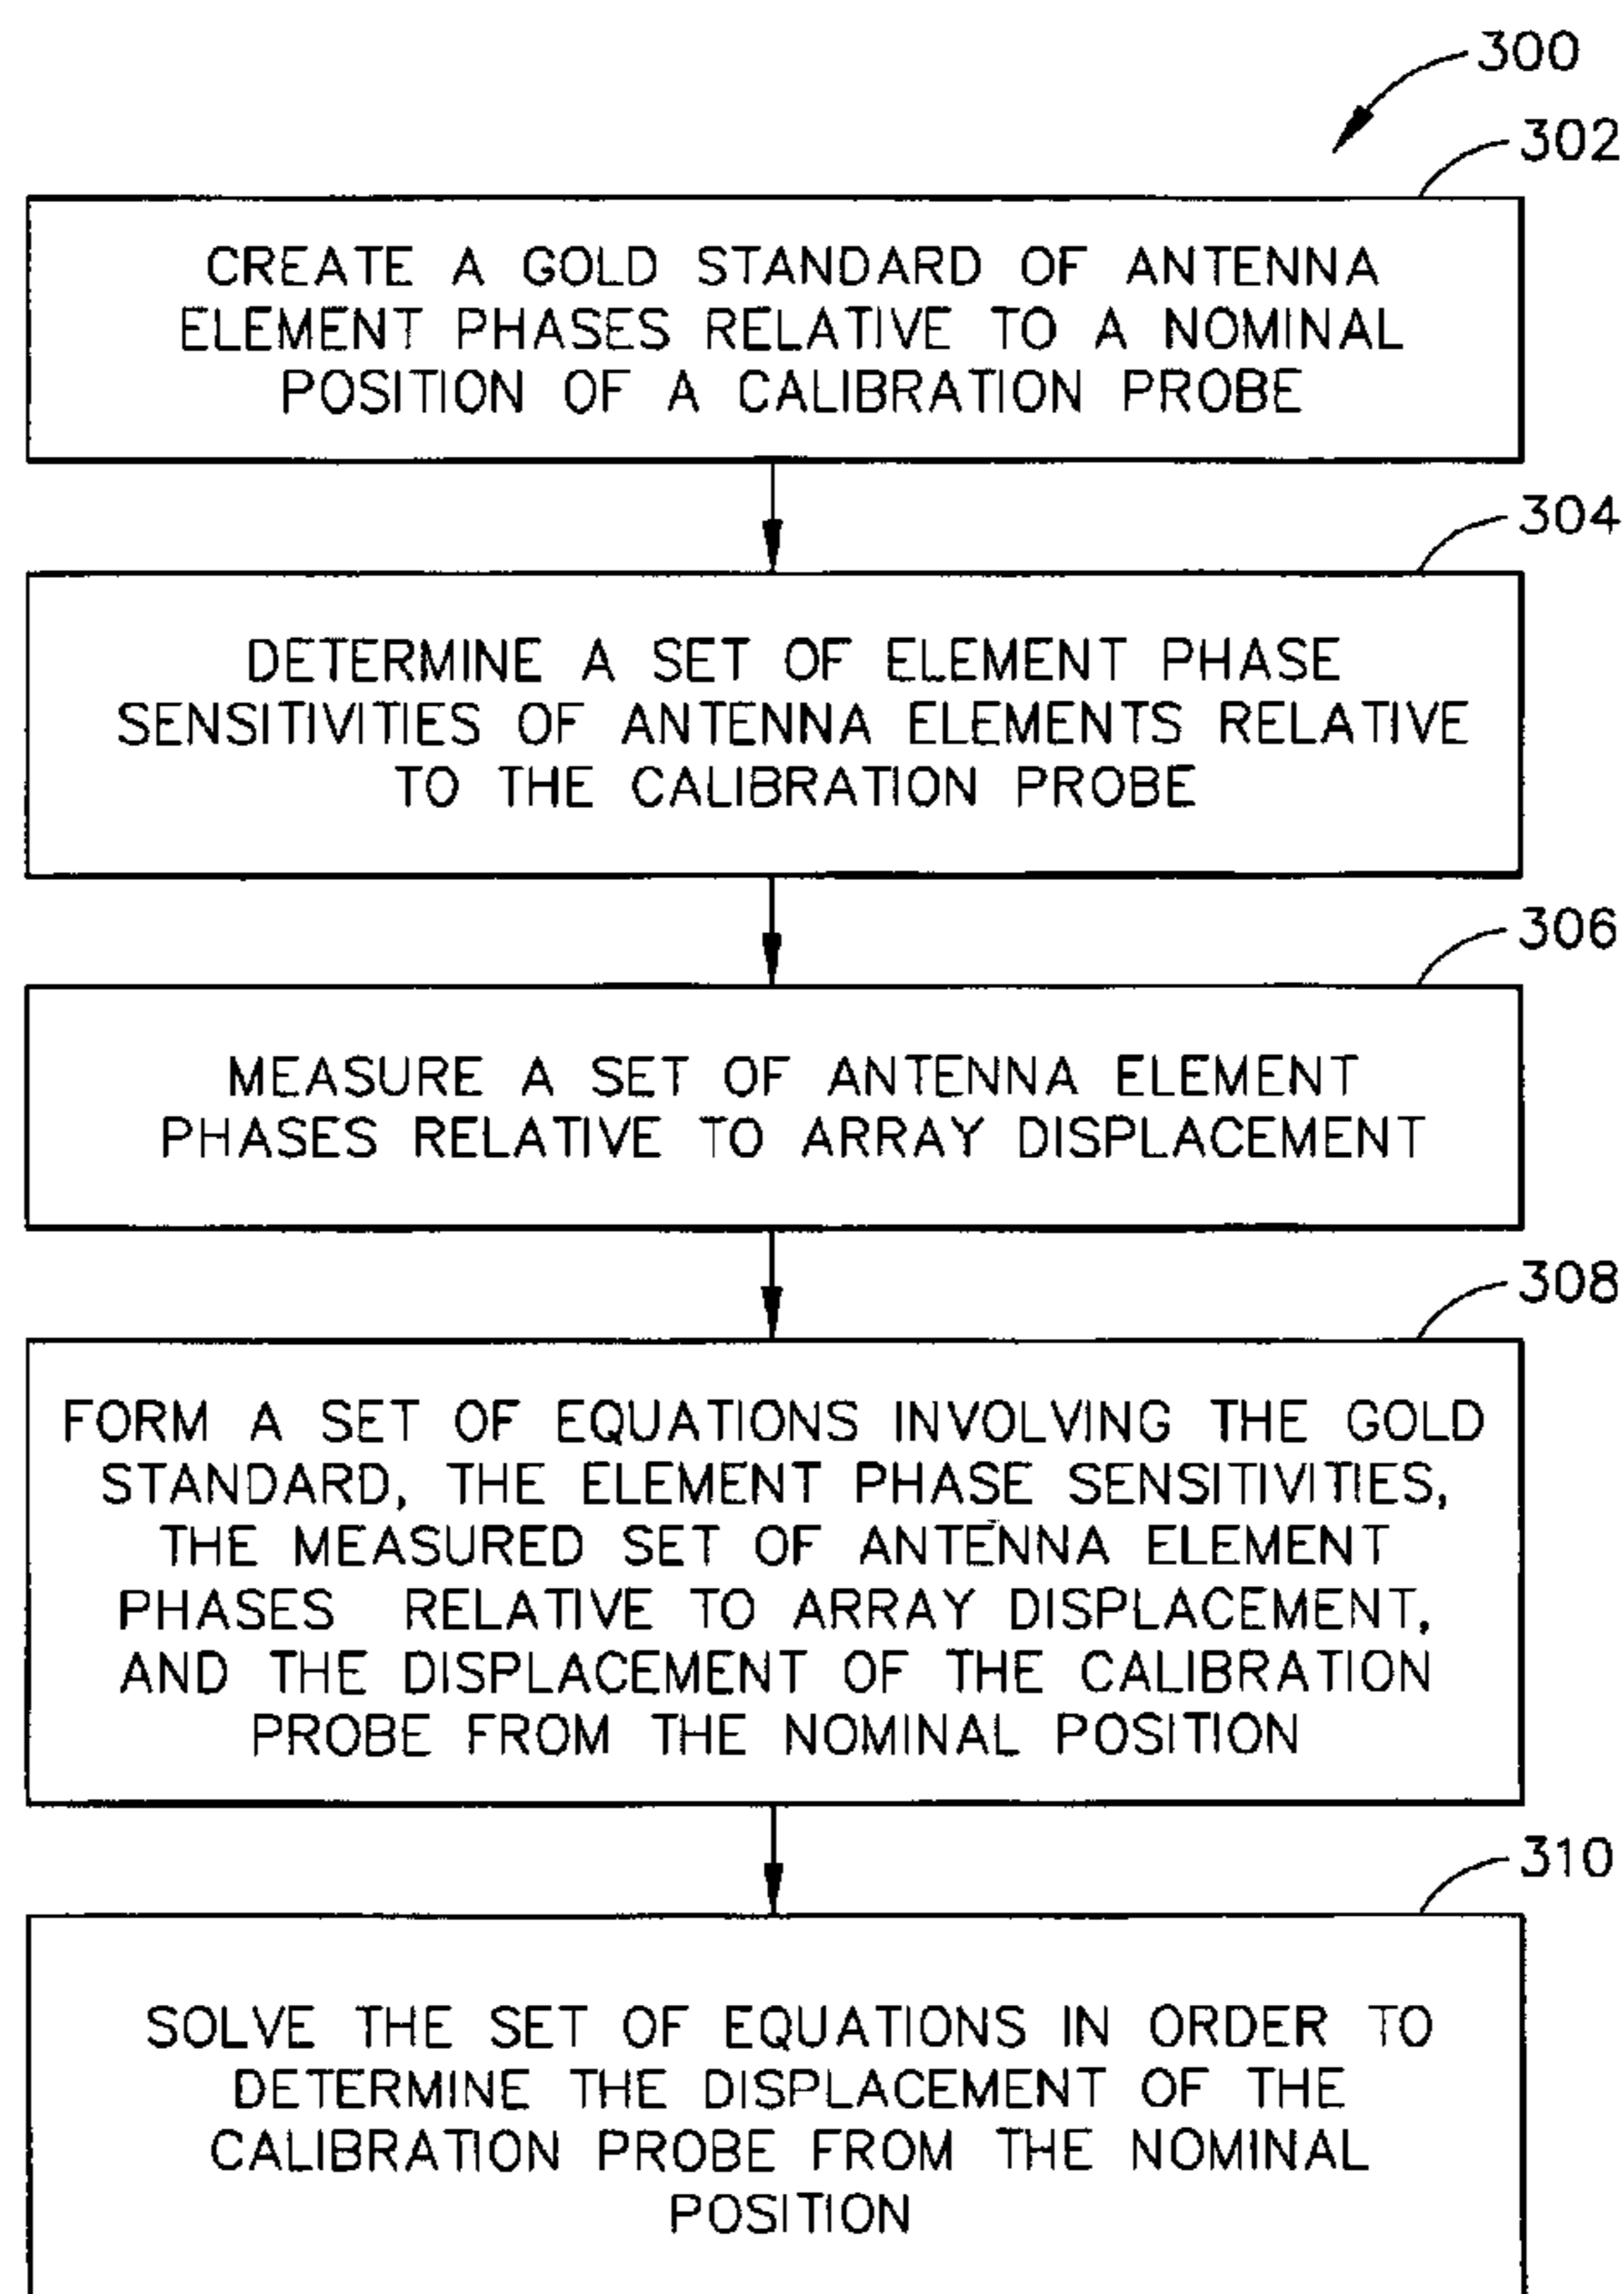 300
302
CREATE A GOLD STANDARD OF ANTENNA
ELEMENT PHASES RELATIVE TO A NOMINAL
POSITION OF A CALIBRATION PROBE
304
DETERMINE A SET OF ELEMENT PHASE
SENSITIVITIES OF ANTENNA ELEMENTS RELATIVE
TO THE CALIBRATION PROBE
306
MEASURE A SET OF ANTENNA ELEMENT
PHASES RELATIVE TO ARRAY DISPLACEMENT
308
FORM A SET OF EQUATIONS INVOLVING THE GOLD
STANDARD, THE ELEMENT PHASE SENSITIVITIES,
THE MEASURED SET OF ANTENNA ELEMENT
PHASES RELATIVE TO ARRAY DISPLACEMENT,
AND THE DISPLACEMENT OF THE CALIBRATION
PROBE FROM THE NOMINAL POSITION
310
SOLVE THE SET OF EQUATIONS IN ORDER TO
DETERMINE THE DISPLACEMENT OF THE
CALIBRATION PROBE FROM THE NOMINAL
POSITION